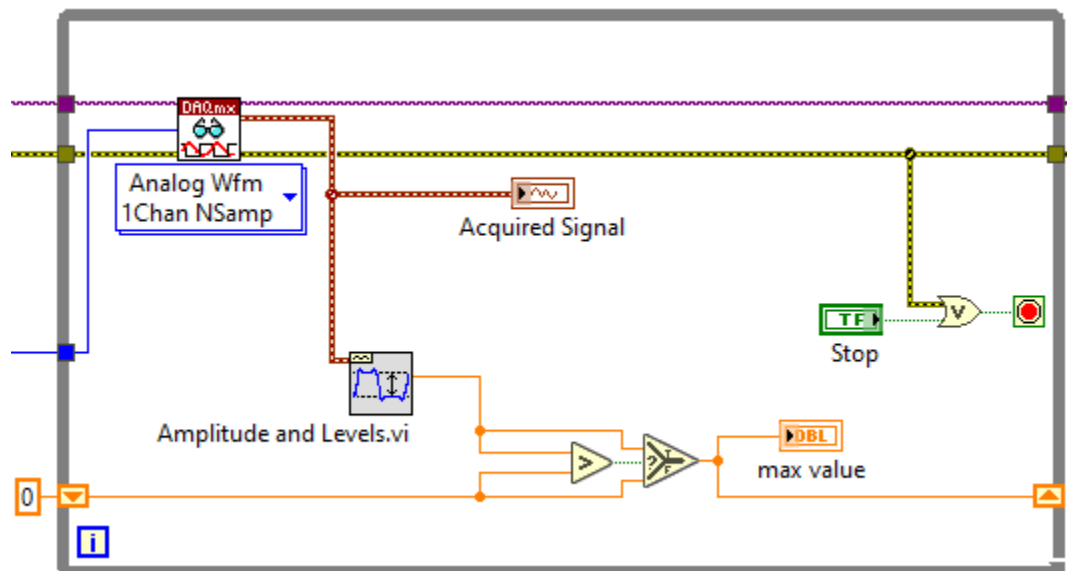 DAQmx
Analog Wfm
1Chan NSamp
Acquired Signal
TF
V
Stop
Amplitude and Levels.vi
>
?
T
F
DBL
max value
0
i